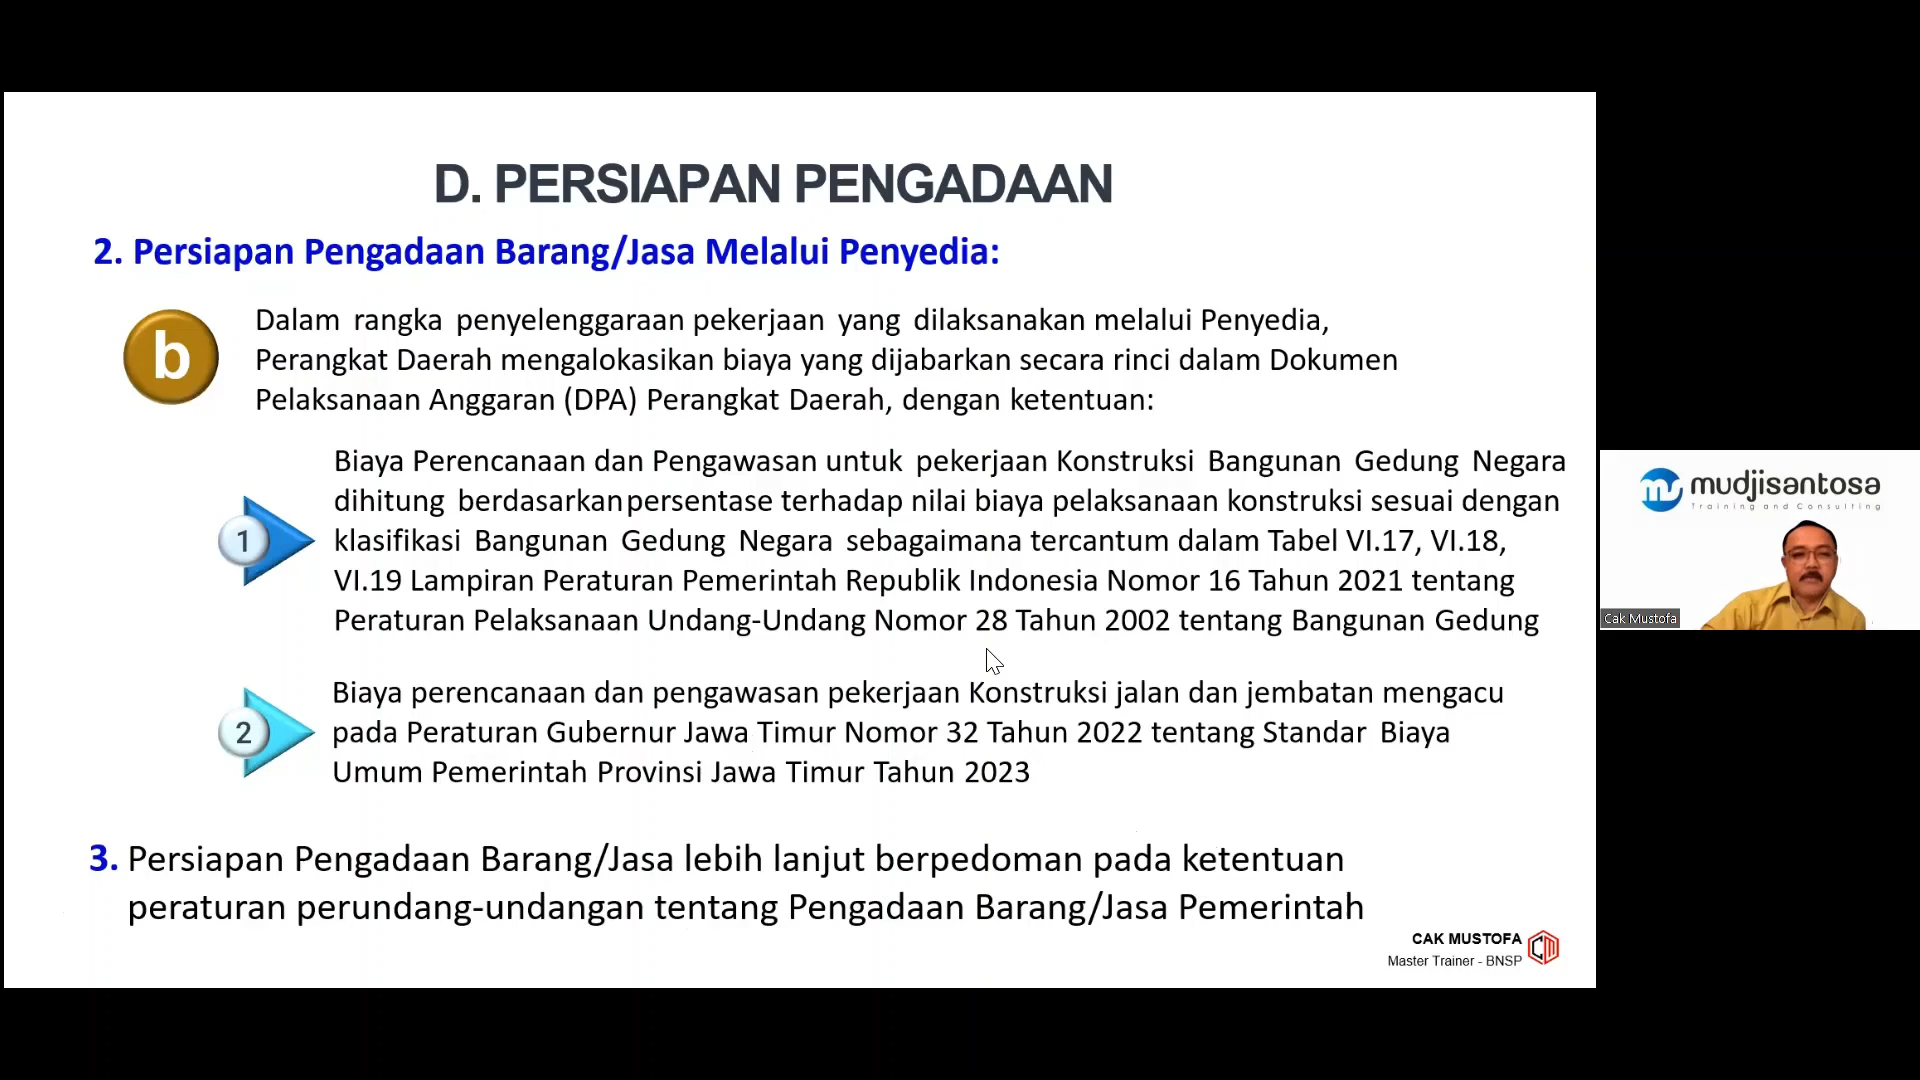 D. PERSIAPAN PENGADAAN
2. Persiapan Pengadaan Barang/Jasa Melalui Penyedia:
b
Dalam rangka penyelenggaraan pekerjaan yang dilaksanakan melalui Penyedia,
Perangkat Daerah mengalokasikan biaya yang dijabarkan secara rinci dalam Dokumen
Pelaksanaan Anggaran (DPA) Perangkat Daerah, dengan ketentuan:
1
Biaya Perencanaan dan Pengawasan untuk pekerjaan Konstruksi Bangunan Gedung Negara
dihitung berdasarkan persentase terhadap nilai biaya pelaksanaan konstruksi sesuai dengan
klasifikasi Bangunan Gedung Negara sebagaimana tercantum dalam Tabel VI.17, VI.18,
VI.19 Lampiran Peraturan Pemerintah Republik Indonesia Nomor 16 Tahun 2021 tentang
Peraturan Pelaksanaan Undang-Undang Nomor 28 Tahun 2002 tentang Bangunan Gedung
2
Biaya perencanaan dan pengawasan pekerjaan Konstruksi jalan dan jembatan mengacu
pada Peraturan Gubernur Jawa Timur Nomor 32 Tahun 2022 tentang Standar Biaya
Umum Pemerintah Provinsi Jawa Timur Tahun 2023
3. Persiapan Pengadaan Barang/Jasa lebih lanjut berpedoman pada ketentuan
peraturan perundang-undangan tentang Pengadaan Barang/Jasa Pemerintah
CAK MUSTOFA
Master Trainer - BNSP
mudjisantosa
Training and Consulting
Cak Mustofa